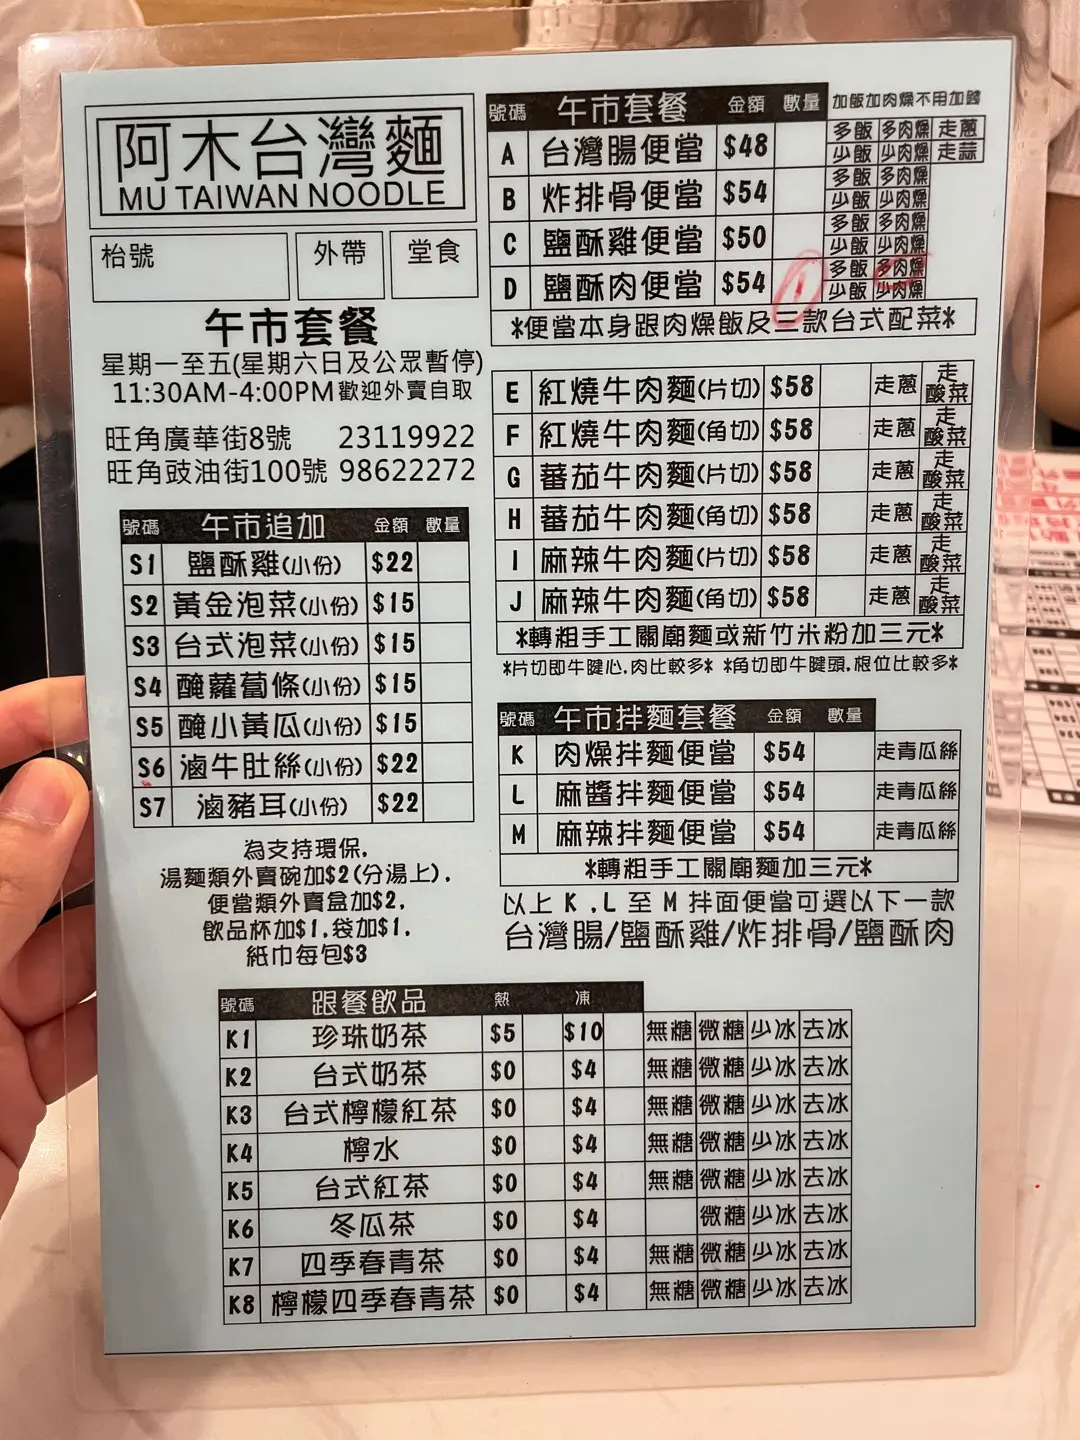 阿木台灣麵
MU TAIWAN NOODLE
枱號 外帶 堂食
午市套餐
星期一至五(星期六日及公眾暫停)
11:30AM-4:00PM歡迎外賣自取
旺角廣華街8號 23119922
旺角豉油街100號 98622272
號碼 午市追加 金額 數量
S1 鹽酥雞(小份) $22
S2 黃金泡菜(小份) $15
S3 台式泡菜(小份) $15
S4 醃蘿蔔條(小份) $15
S5 醃小黃瓜(小份) $15
S6 滷牛肚絲(小份) $22
S7 滷豬耳(小份) $22
為支持環保.
湯麵類外賣碗加$2(分湯上).
便當類外賣盒加$2.
飲品杯加$1.袋加$1.
紙巾每包$3
號碼 午市套餐 金額 數量 加飯加肉燥不用加錢
A 台灣腸便當 $48 多飯 多肉燥 走蔥
少飯 少肉燥 走蒜
B 炸排骨便當 $54 多飯 多肉燥
少飯 少肉燥
C 鹽酥雞便當 $50 多飯 多肉燥
少飯 少肉燥
D 鹽酥肉便當 $54 1 多飯 多肉燥
少飯 少肉燥
*便當本身跟肉燥飯及三款台式配菜*
E 紅燒牛肉麵(片切) $58 走蔥 走酸菜
F 紅燒牛肉麵(角切) $58 走蔥 走酸菜
G 蕃茄牛肉麵(片切) $58 走蔥 走酸菜
H 蕃茄牛肉麵(角切) $58 走蔥 走酸菜
I 麻辣牛肉麵(片切) $58 走蔥 走酸菜
J 麻辣牛肉麵(角切) $58 走蔥 走酸菜
*轉粗手工關廟麵或新竹米粉加三元*
*片切即牛腱心.肉比較多* *角切即牛腱頭.根位比較多*
號碼 午市拌麵套餐 金額 數量
K 肉燥拌麵便當 $54 走青瓜絲
L 麻醬拌麵便當 $54 走青瓜絲
M 麻辣拌麵便當 $54 走青瓜絲
*轉粗手工關廟麵加三元*
以上 K .L 至 M 拌面便當可選以下一款
台灣腸/鹽酥雞/炸排骨/鹽酥肉
號碼 跟餐飲品 熱 凍
K1 珍珠奶茶 $5 $10 無糖 微糖 少冰 去冰
K2 台式奶茶 $0 $4 無糖 微糖 少冰 去冰
K3 台式檸檬紅茶 $0 $4 無糖 微糖 少冰 去冰
K4 檸水 $0 $4 無糖 微糖 少冰 去冰
K5 台式紅茶 $0 $4 無糖 微糖 少冰 去冰
K6 冬瓜茶 $0 $4 微糖 少冰 去冰
K7 四季春青茶 $0 $4 無糖 微糖 少冰 去冰
K8 檸檬四季春青茶 $0 $4 無糖 微糖 少冰 去冰